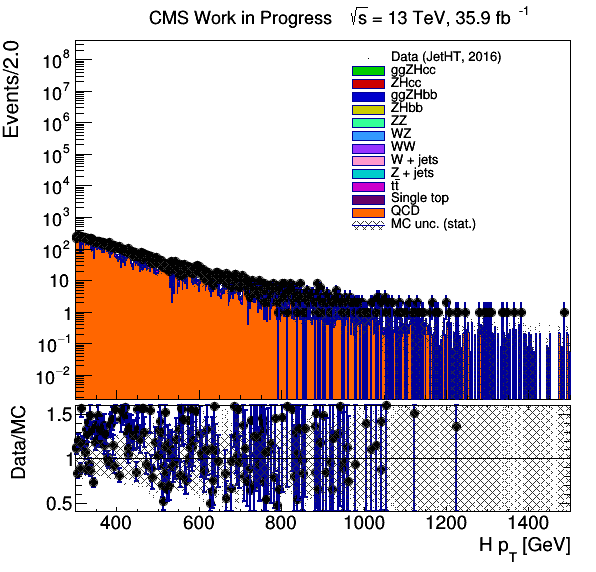 CMS Work in Progress √s = 13 TeV, 35.9 fb⁻¹
Events/2.0
10⁸
10⁷
10⁶
10⁵
10⁴
10³
10²
10
1
10⁻¹
10⁻²
Data (JetHT, 2016)
ggZHcc
ZHcc
ggZHbb
ZHbb
ZZ
WZ
WW
W + jets
Z + jets
tt̄
Single top
QCD
MC unc. (stat.)
Data/MC
1.5
1
0.5
400 600 800 1000 1200 1400
H p_T [GeV]